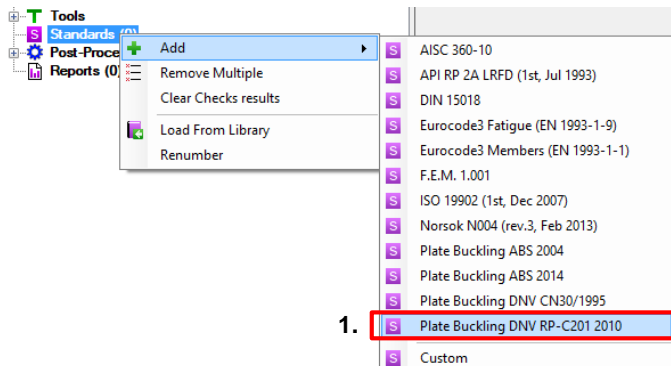 Tools
Standards (0)
Post-Proce
Reports (0)
Add
Remove Multiple
Clear Checks results
Load From Library
Renumber
AISC 360-10
API RP 2A LRFD (1st, Jul 1993)
DIN 15018
Eurocode3 Fatigue (EN 1993-1-9)
Eurocode3 Members (EN 1993-1-1)
F.E.M. 1.001
ISO 19902 (1st, Dec 2007)
Norsok N004 (rev.3, Feb 2013)
Plate Buckling ABS 2004
Plate Buckling ABS 2014
Plate Buckling DNV CN30/1995
1. Plate Buckling DNV RP-C201 2010
Custom